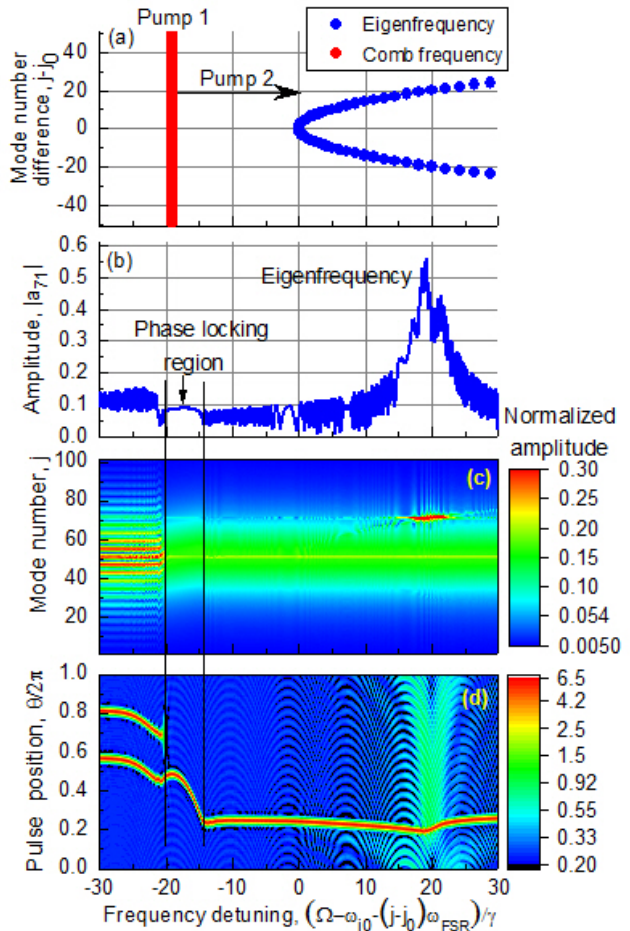 Pump 1
(a)
Eigenfrequency
Comb frequency
Pump 2
Mode number
difference, j-j0
40
20
0
-20
-40
(b)
Eigenfrequency
Phase locking
region
Amplitude, |a71|
0.6
0.5
0.4
0.3
0.2
0.1
0.0
(c)
Mode number, j
100
80
60
40
20
Normalized
amplitude
0.30
0.25
0.20
0.15
0.10
0.054
0.0050
(d)
Pulse position, θ/2π
1.0
0.8
0.6
0.4
0.2
0.0
6.5
4.2
2.6
1.5
0.92
0.55
0.33
0.20
-30 -20 -10 0 10 20 30
Frequency detuning, (Ω-ωj0-(j-j0)ωFSR)/γ